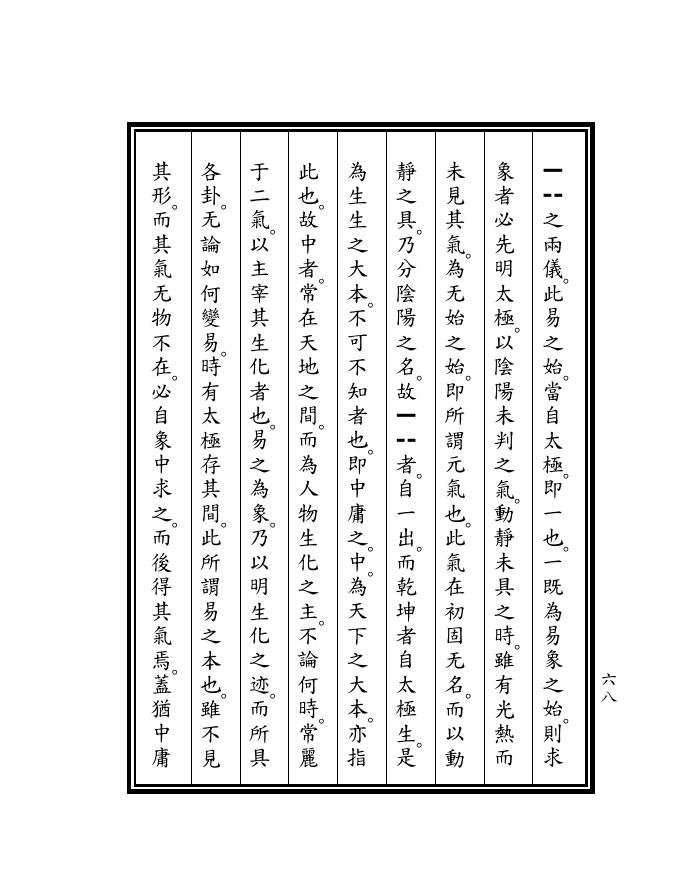 ⚊⚋之兩儀。此易之始。當自太極。即一也。一既為易象之始。則求
象者必先明太極。以陰陽未判之氣。動靜未具之時。雖有光熱而
未見其氣。為无始之始。即所謂元氣也。此氣在初固无名。而以動
靜之具。乃分陰陽之名。故⚊⚋者。自一出。而乾坤者自太極生。是
為生生之大本。不可不知者也。即中庸之。中。為天下之大本。亦指
此也。故中者。常在天地之間。而為人物生化之主。不論何時。常麗
于二氣。以主宰其生化者也。易之為象。乃以明生化之迹。而所具
各卦。无論如何變易。時有太極存其間。此所謂易之本也。雖不見
其形。而其氣无物不在。必自象中求之。而後得其氣焉。蓋猶中庸
六八